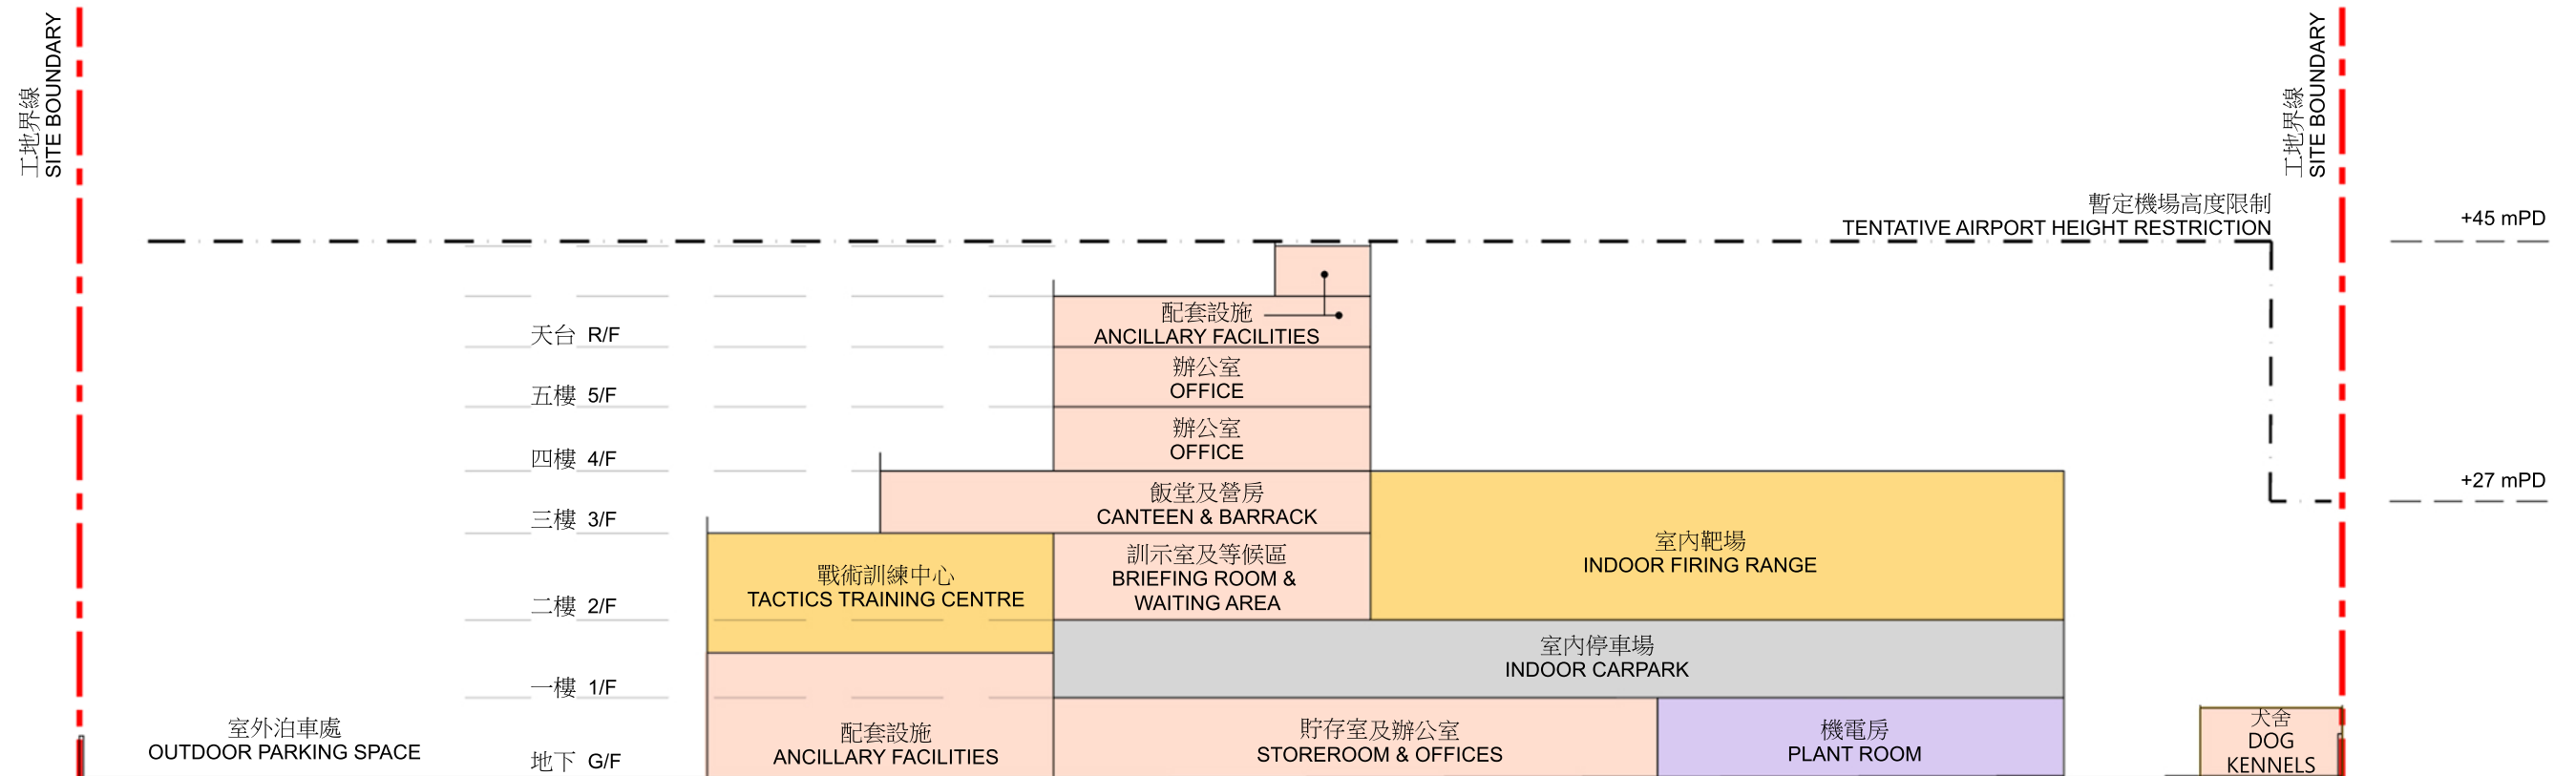 工地界線
SITE BOUNDARY
工地界線
SITE BOUNDARY
暫定機場高度限制
TENTATIVE AIRPORT HEIGHT RESTRICTION
+45 mPD
配套設施
ANCILLARY FACILITIES
天台 R/F
辦公室
OFFICE
五樓 5/F
辦公室
OFFICE
四樓 4/F
+27 mPD
飯堂及營房
CANTEEN & BARRACK
三樓 3/F
室內靶場
INDOOR FIRING RANGE
訓示室及等候區
BRIEFING ROOM &
WAITING AREA
戰術訓練中心
TACTICS TRAINING CENTRE
二樓 2/F
室內停車場
INDOOR CARPARK
一樓 1/F
室外泊車處
OUTDOOR PARKING SPACE
配套設施
ANCILLARY FACILITIES
貯存室及辦公室
STOREROOM & OFFICES
機電房
PLANT ROOM
犬舍
DOG
KENNELS
地下 G/F